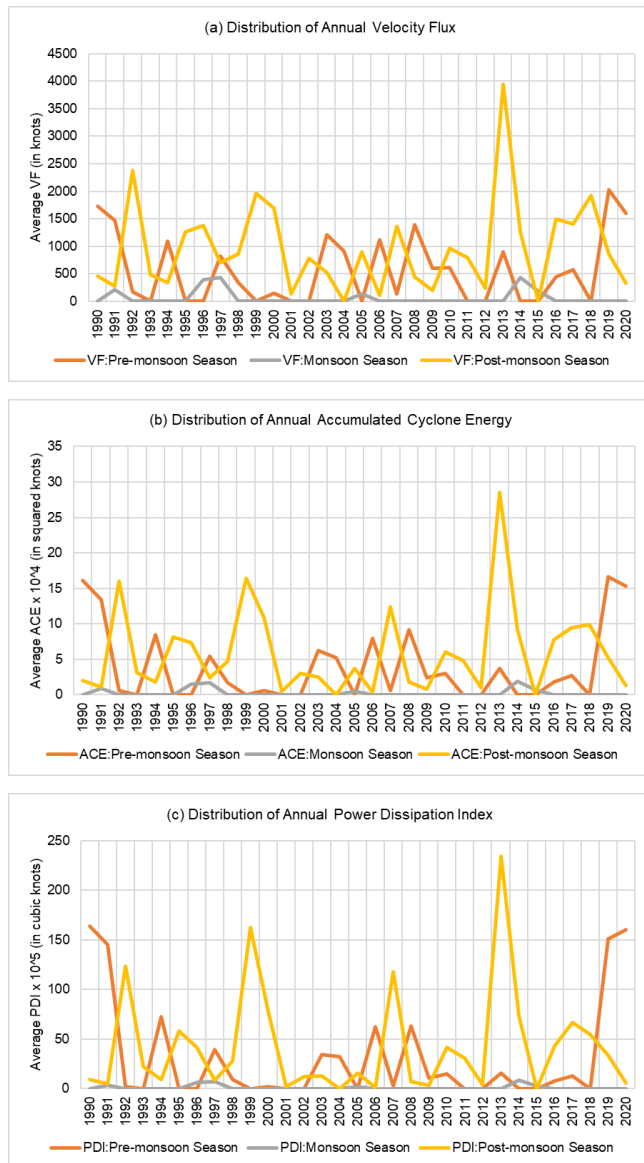 (a) Distribution of Annual Velocity Flux
Average VF (in knots)
4500
4000
3500
3000
2500
2000
1500
1000
500
0
1990 1991 1992 1993 1994 1995 1996 1997 1998 1999 2000 2001 2002 2003 2004 2005 2006 2007 2008 2009 2010 2011 2012 2013 2014 2015 2016 2017 2018 2019 2020
VF:Pre-monsoon Season VF:Monsoon Season VF:Post-monsoon Season
(b) Distribution of Annual Accumulated Cyclone Energy
Average ACE x 10^4 (in squared knots)
35
30
25
20
15
10
5
0
1990 1991 1992 1993 1994 1995 1996 1997 1998 1999 2000 2001 2002 2003 2004 2005 2006 2007 2008 2009 2010 2011 2012 2013 2014 2015 2016 2017 2018 2019 2020
ACE:Pre-monsoon Season ACE:Monsoon Season ACE:Post-monsoon Season
(c) Distribution of Annual Power Dissipation Index
Average PDI x 10^5 (in cubic knots)
250
200
150
100
50
0
1990 1991 1992 1993 1994 1995 1996 1997 1998 1999 2000 2001 2002 2003 2004 2005 2006 2007 2008 2009 2010 2011 2012 2013 2014 2015 2016 2017 2018 2019 2020
PDI:Pre-monsoon Season PDI:Monsoon Season PDI:Post-monsoon Season